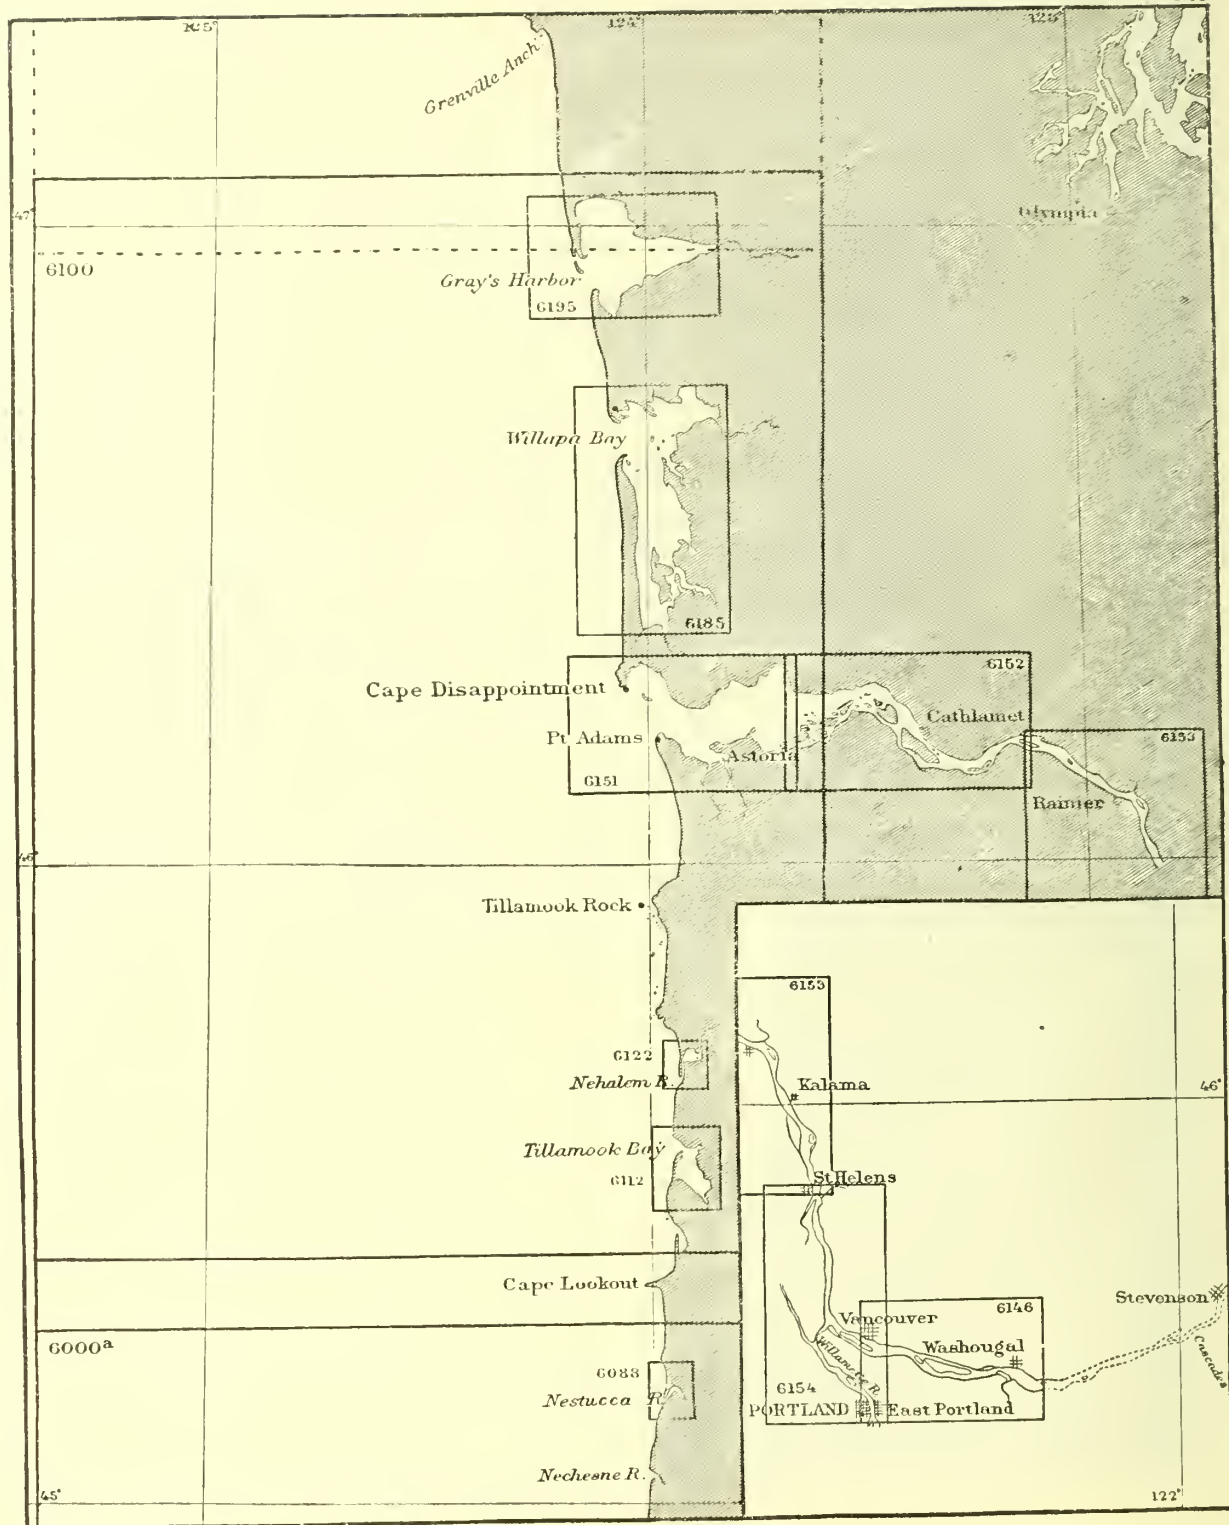 125°
124°
123°
Grenville Anch.
47°
Olympia
6100
Gray's Harbor
6195
Willapa Bay
6185
6152
Cape Disappointment
Cathlamet
Pt. Adams
Astoria
6153
6151
Rainier
46°
Tillamook Rock
6153
6122
Nehalem R.
Kalama
46°
Tillamook Bay
6112
St Helens
Cape Lookout
Stevenson
6146
Vancouver
Washougal
6000ª
Willamette R.
Cascades
6088
6154
Nestucca R.
PORTLAND
East Portland
Nechesne R.
45°
122°